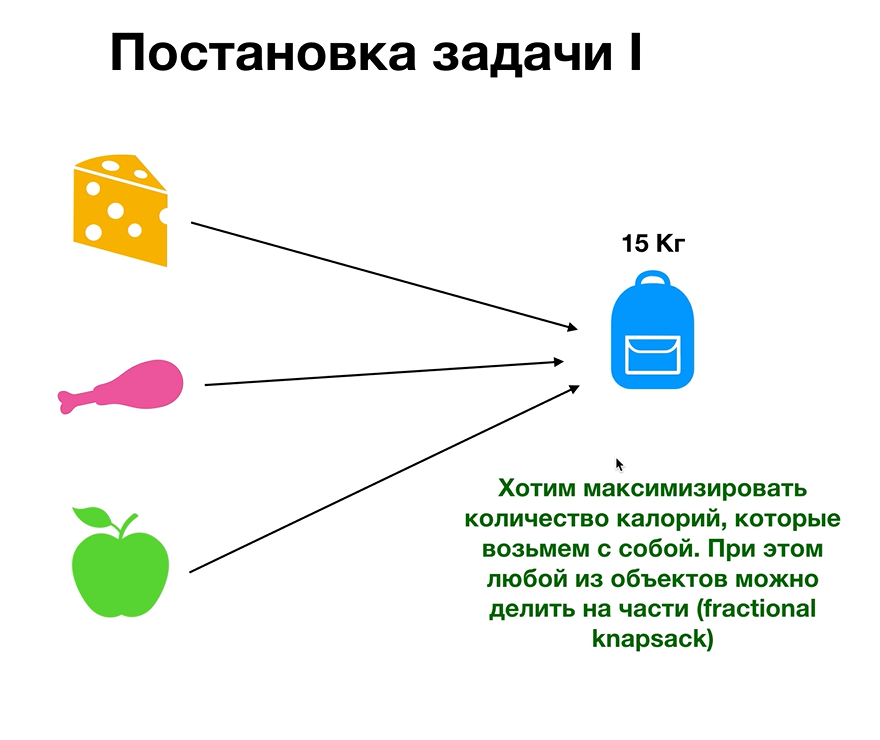 Постановка задачи I
15 Кг
Хотим максимизировать
количество калорий, которые
возьмем с собой. При этом
любой из объектов можно
делить на части (fractional
knapsack)